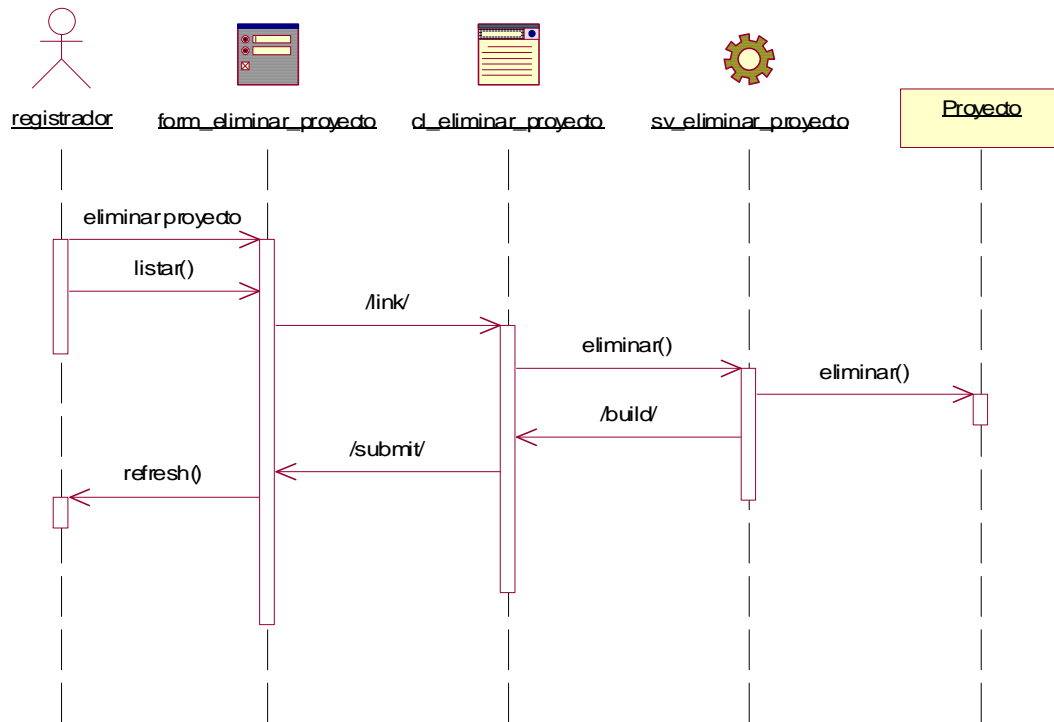 registrador
form_eliminar_proyecto
cl_eliminar_proyecto
sv_eliminar_proyecto
Proyecto
eliminar proyecto
listar()
/link/
eliminar()
eliminar()
/build/
/submit/
refresh()